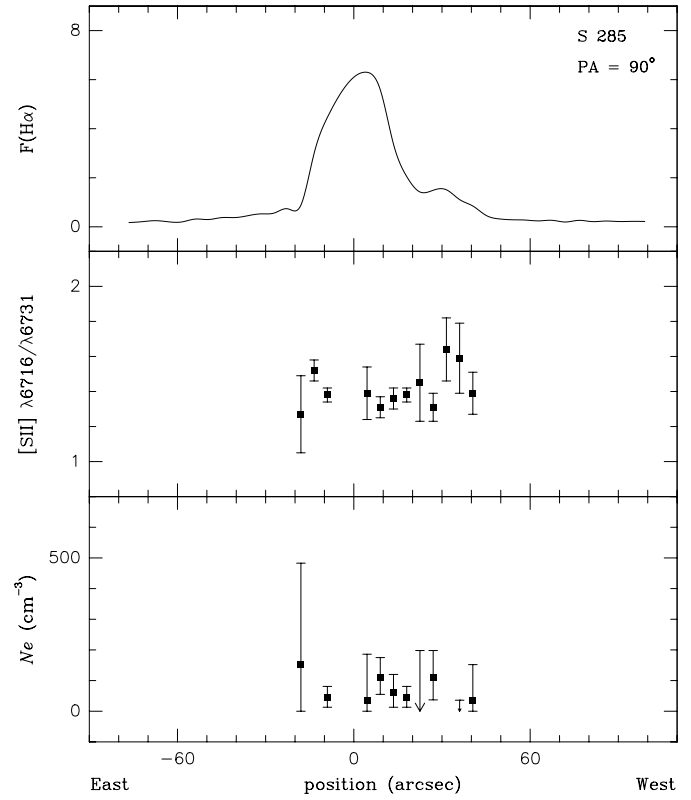 S 285
PA = 90°
8
F(Hα)
0
2
[SII] λ6716/λ6731
1
500
Ne (cm⁻³)
0
−60 0 60
East position (arcsec) West